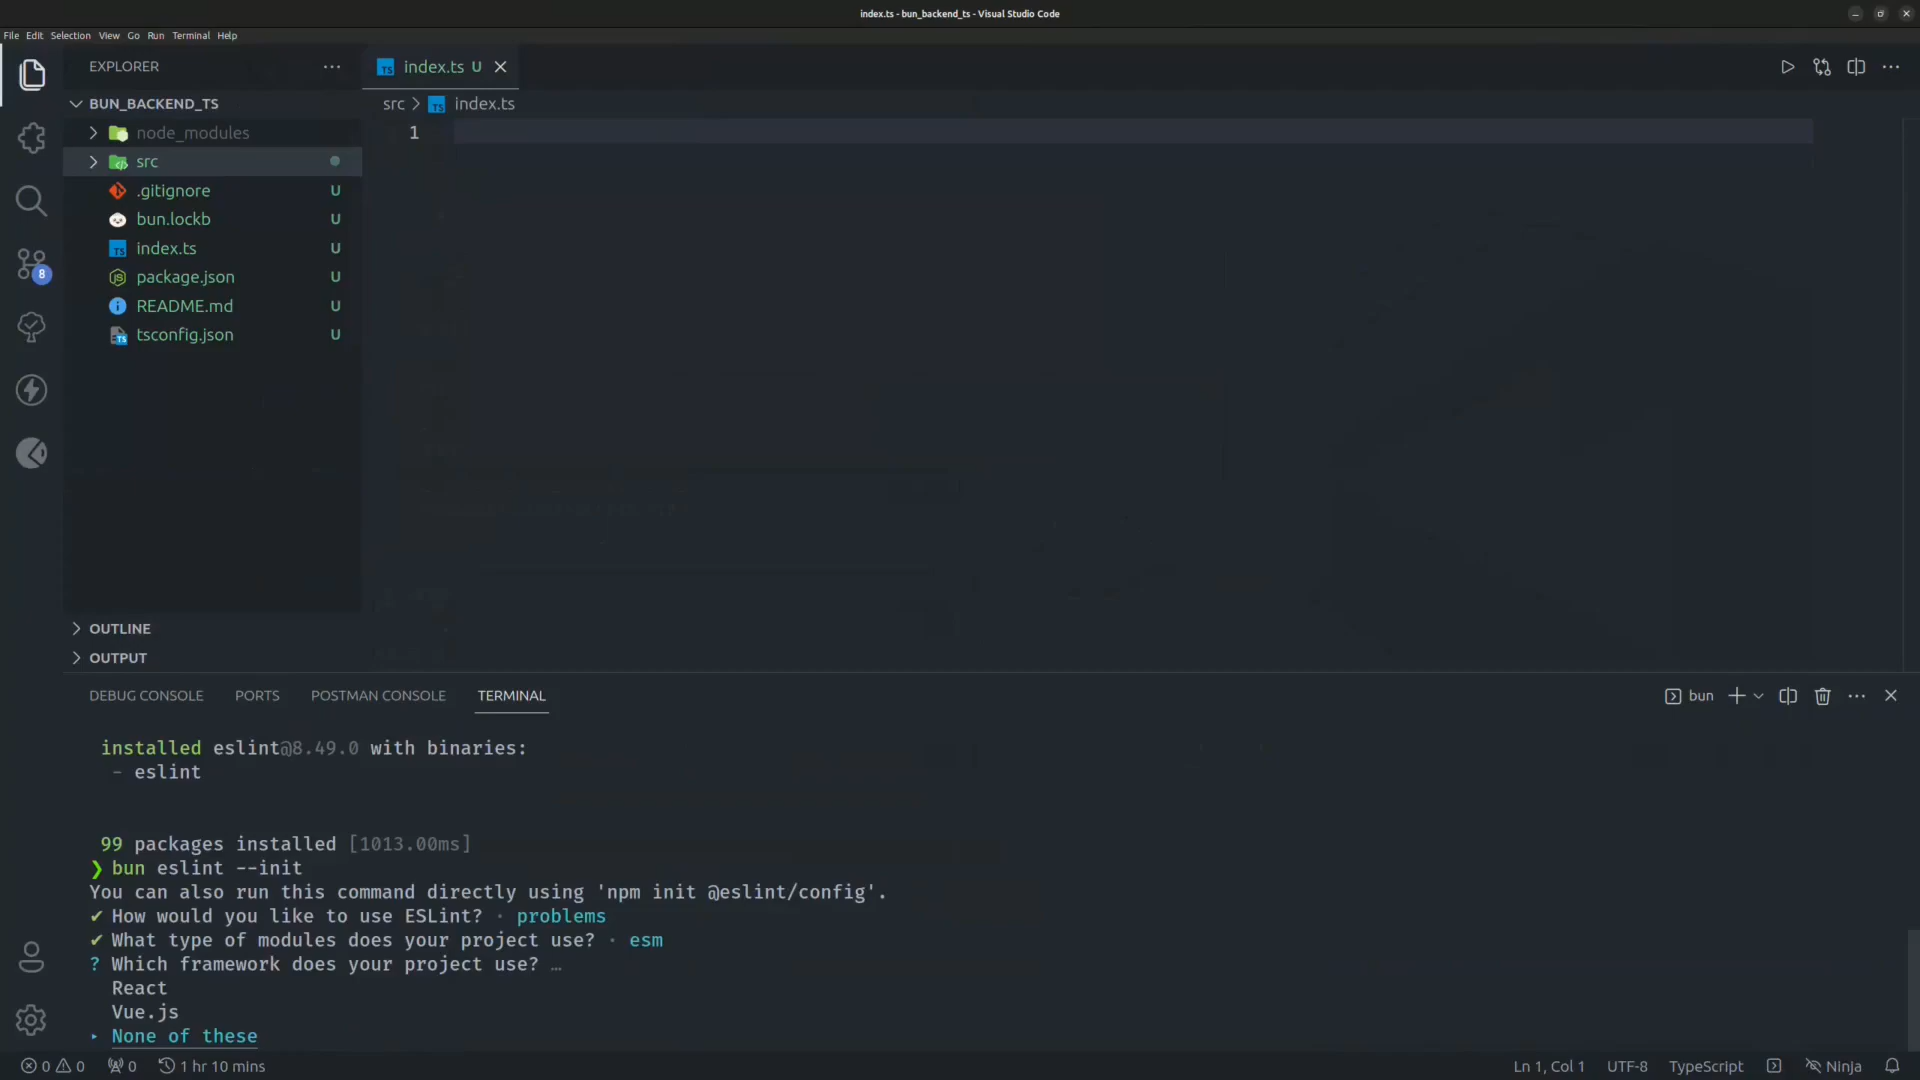 index.ts - bun_backend_ts - Visual Studio Code
File Edit Selection View Go Run Terminal Help
EXPLORER
index.ts U
BUN_BACKEND_TS
src > index.ts
node_modules
1
src
.gitignore U
bun.lockb U
index.ts U
8
package.json U
README.md U
tsconfig.json U
OUTLINE
OUTPUT
DEBUG CONSOLE PORTS POSTMAN CONSOLE TERMINAL
bun
installed eslint@8.49.0 with binaries:
- eslint
99 packages installed [1013.00ms]
❯ bun eslint --init
You can also run this command directly using 'npm init @eslint/config'.
✔ How would you like to use ESLint? · problems
✔ What type of modules does your project use? · esm
? Which framework does your project use? …
React
Vue.js
▸ None of these
0 0 0 1 hr 10 mins
Ln 1, Col 1 UTF-8 TypeScript Ninja